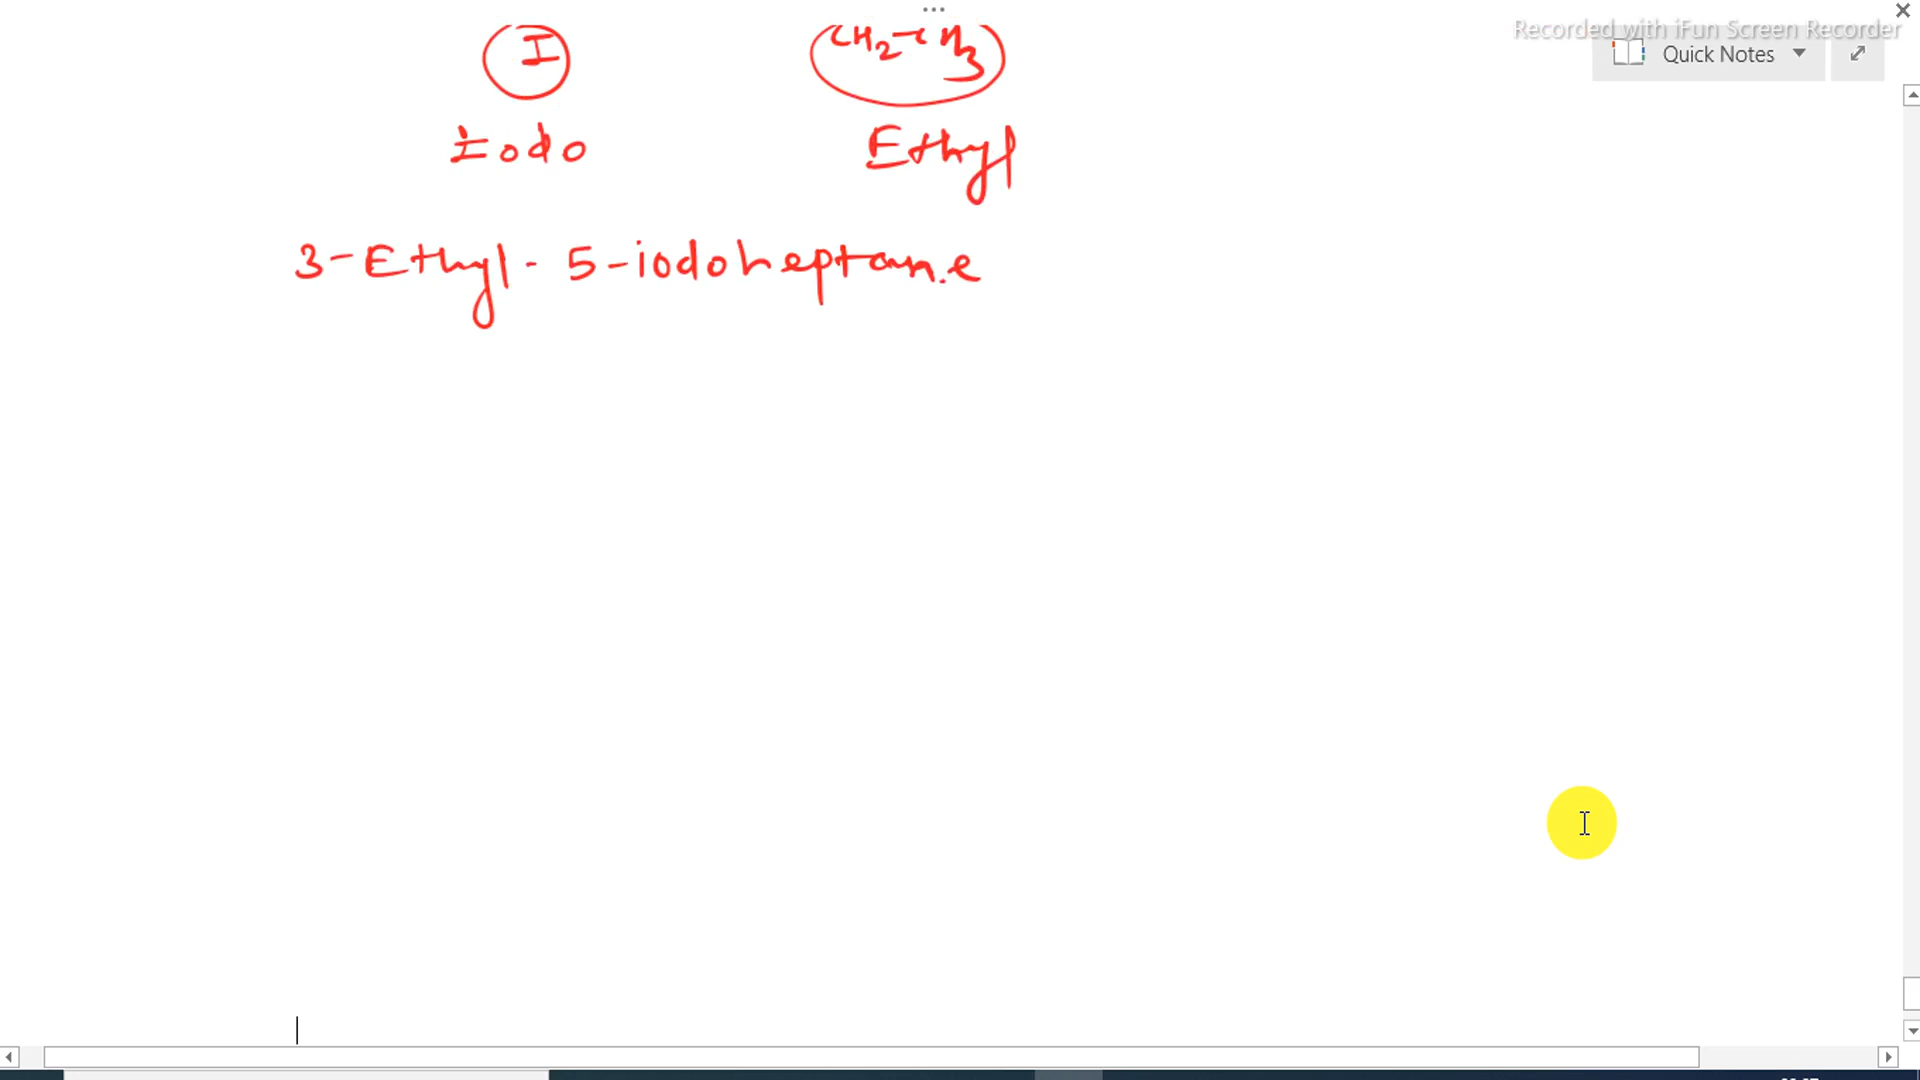 Recorded with iFun Screen Recorder
Quick Notes
I CH2-CH3
Iodo Ethyl
3-Ethyl-5-iodoheptane